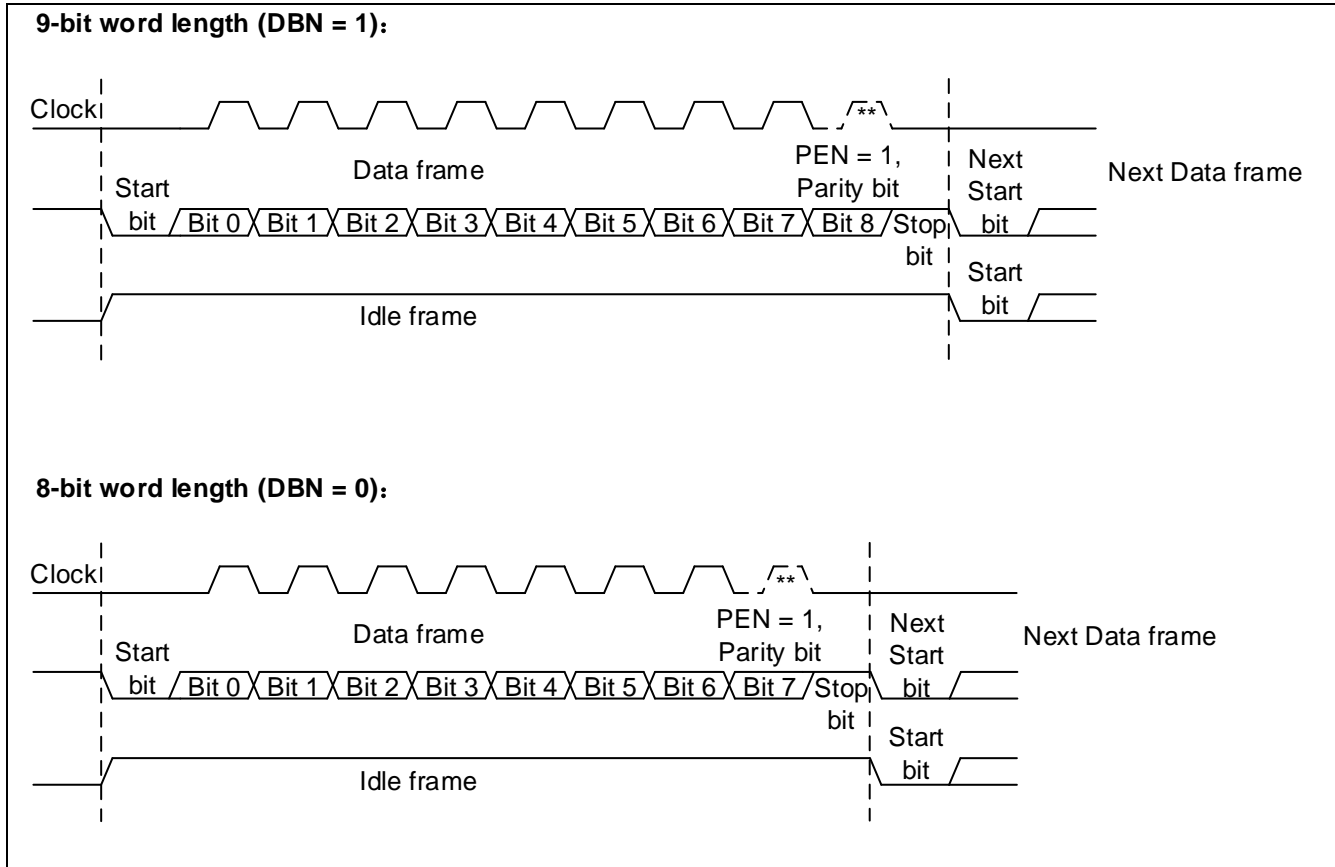 9-bit word length (DBN = 1)：
Clock
**
Data frame
PEN = 1,
Parity bit
Next
Start
bit
Next Data frame
Start
bit
Bit 0 Bit 1 Bit 2 Bit 3 Bit 4 Bit 5 Bit 6 Bit 7 Bit 8
Stop
bit
Start
bit
Idle frame
8-bit word length (DBN = 0)：
Clock
**
Data frame
PEN = 1,
Parity bit
Next
Start
bit
Next Data frame
Start
bit
Bit 0 Bit 1 Bit 2 Bit 3 Bit 4 Bit 5 Bit 6 Bit 7
Stop
bit
Start
bit
Idle frame